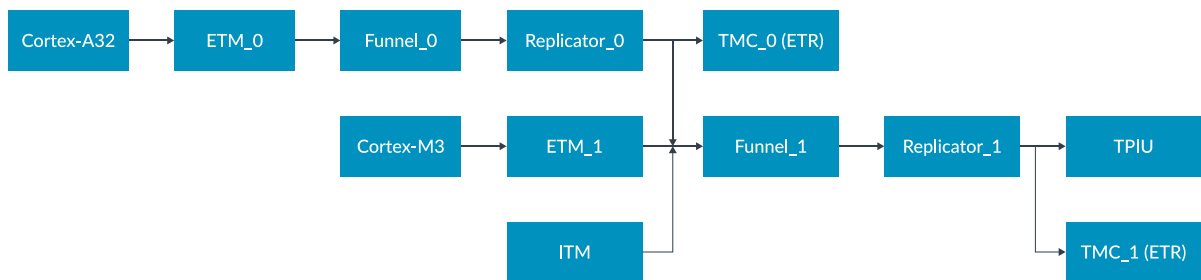 Cortex-A32
ETM_0
Funnel_0
Replicator_0
TMC_0 (ETR)
Cortex-M3
ETM_1
Funnel_1
Replicator_1
TPIU
ITM
TMC_1 (ETR)